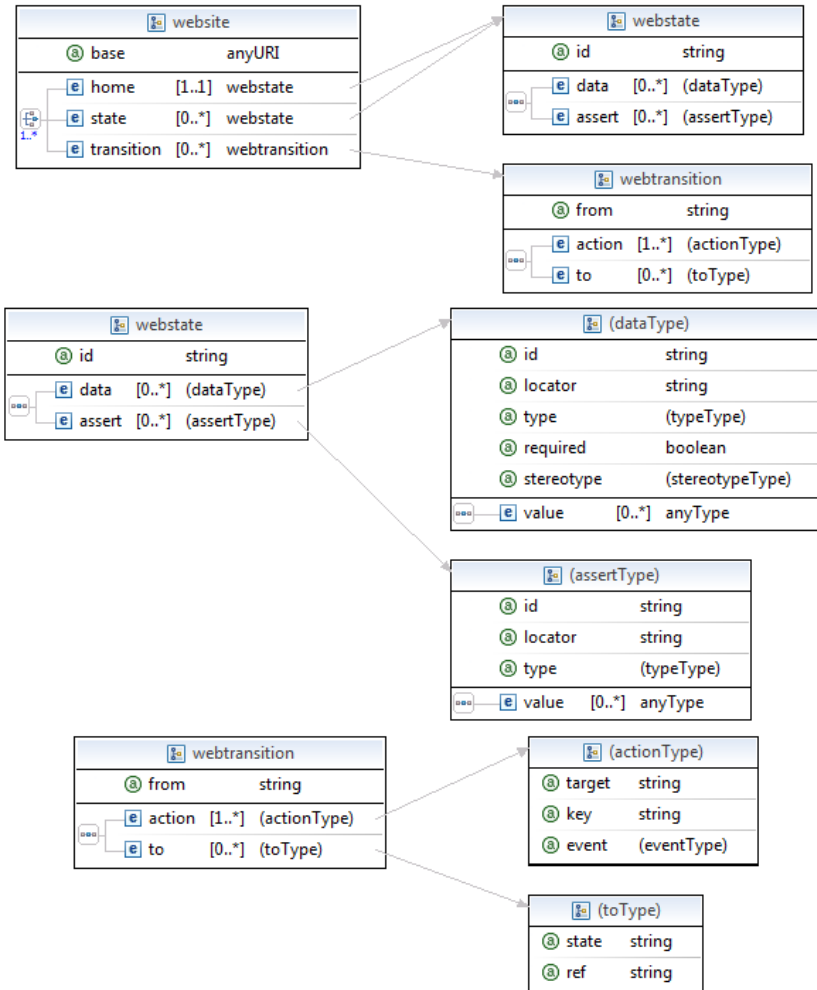 website
ⓐ base anyURI
e home [1..1] webstate
e state [0..*] webstate
e transition [0..*] webtransition
1..*
webstate
ⓐ id string
e data [0..*] (dataType)
e assert [0..*] (assertType)
webtransition
ⓐ from string
e action [1..*] (actionType)
e to [0..*] (toType)
webstate
ⓐ id string
e data [0..*] (dataType)
e assert [0..*] (assertType)
(dataType)
ⓐ id string
ⓐ locator string
ⓐ type (typeType)
ⓐ required boolean
ⓐ stereotype (stereotypeType)
e value [0..*] anyType
(assertType)
ⓐ id string
ⓐ locator string
ⓐ type (typeType)
e value [0..*] anyType
webtransition
ⓐ from string
e action [1..*] (actionType)
e to [0..*] (toType)
(actionType)
ⓐ target string
ⓐ key string
ⓐ event (eventType)
(toType)
ⓐ state string
ⓐ ref string